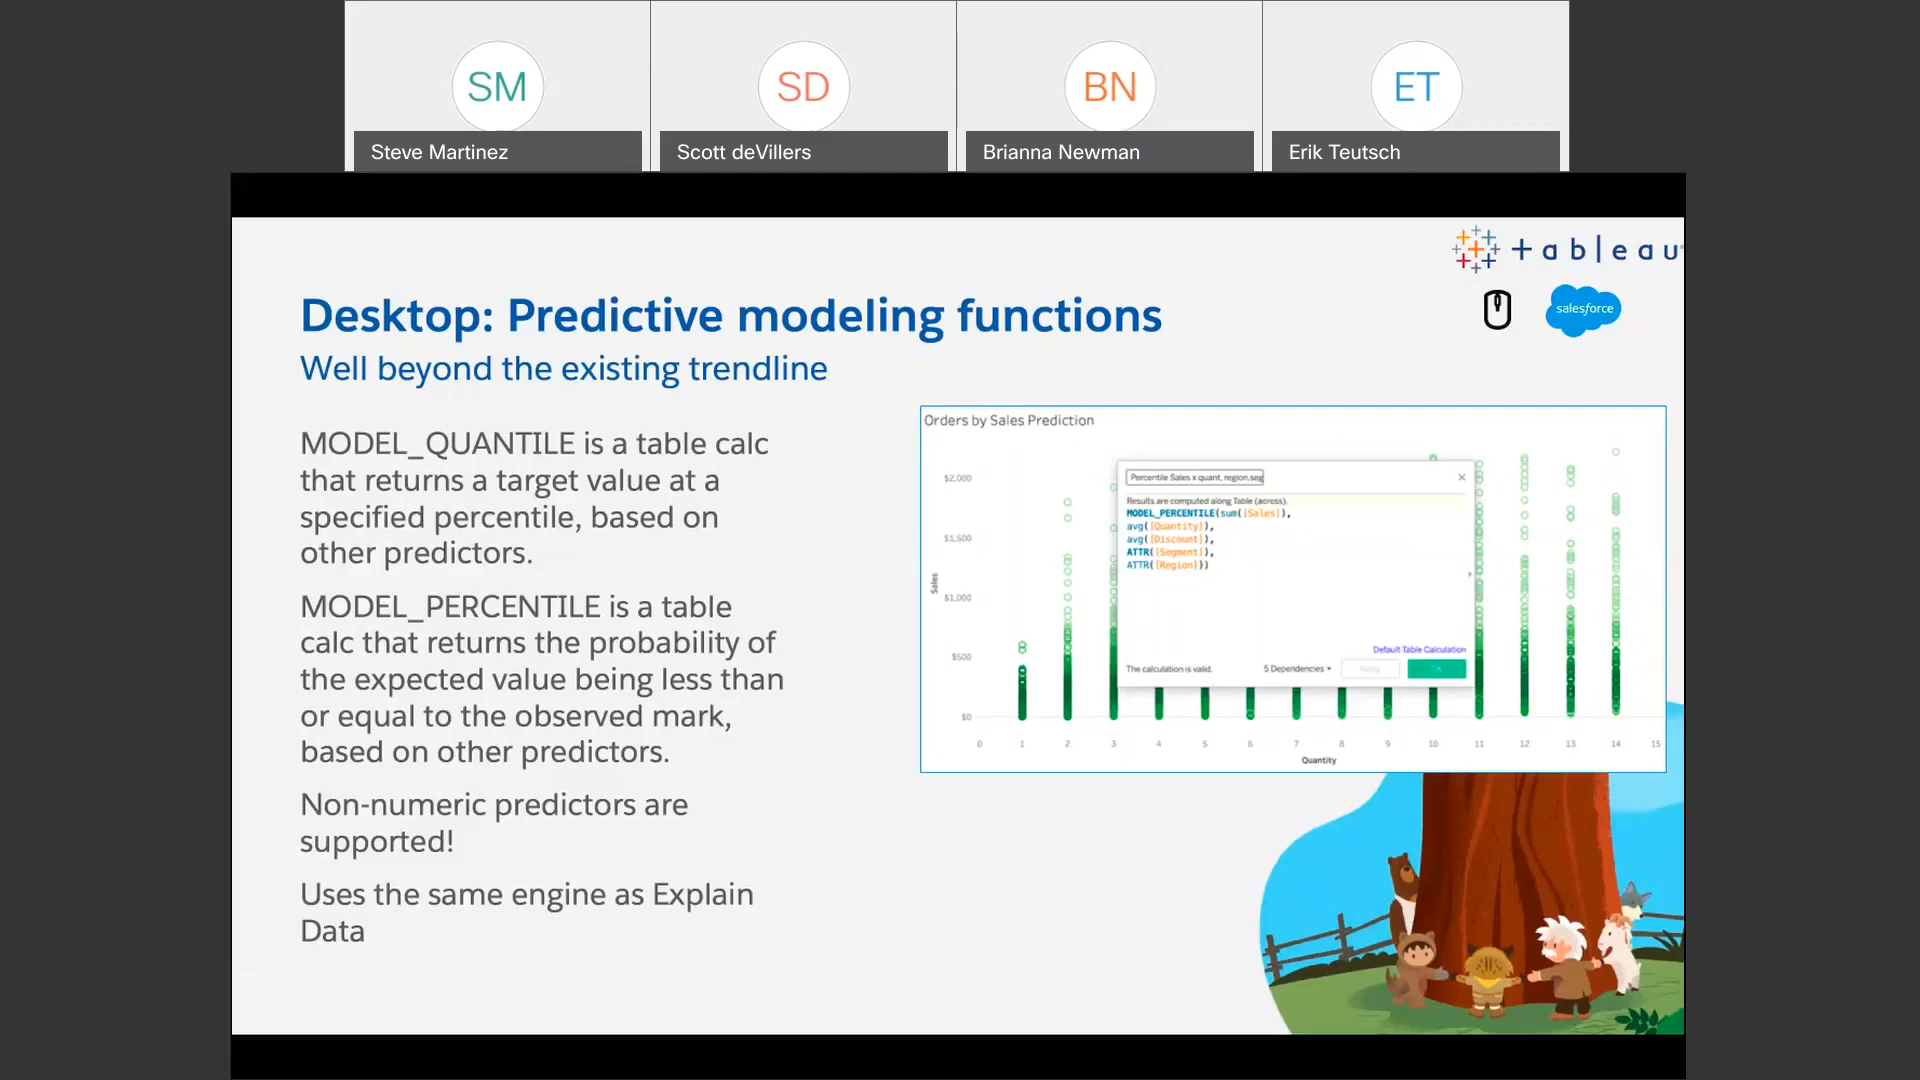 SM
SD
BN
ET
Steve Martinez
Scott deVillers
Brianna Newman
Erik Teutsch
+ a b | e a u
salesforce
Desktop: Predictive modeling functions
Well beyond the existing trendline
MODEL_QUANTILE is a table calc
that returns a target value at a
specified percentile, based on
other predictors.
MODEL_PERCENTILE is a table
calc that returns the probability of
the expected value being less than
or equal to the observed mark,
based on other predictors.
Non-numeric predictors are
supported!
Uses the same engine as Explain
Data
Orders by Sales Prediction
Percentile Sales x quant, region,seg
Results are computed along Table (across).
MODEL_PERCENTILE(sum([Sales]),
avg([Quantity]),
avg([Discount]),
ATTR([Segment]),
ATTR([Region]))
Default Table Calculation
The calculation is valid.
5 Dependencies
Apply
$2,000
$1,500
$1,000
$500
$0
Sales
0 1 2 3 4 5 6 7 8 9 10 11 12 13 14 15
Quantity